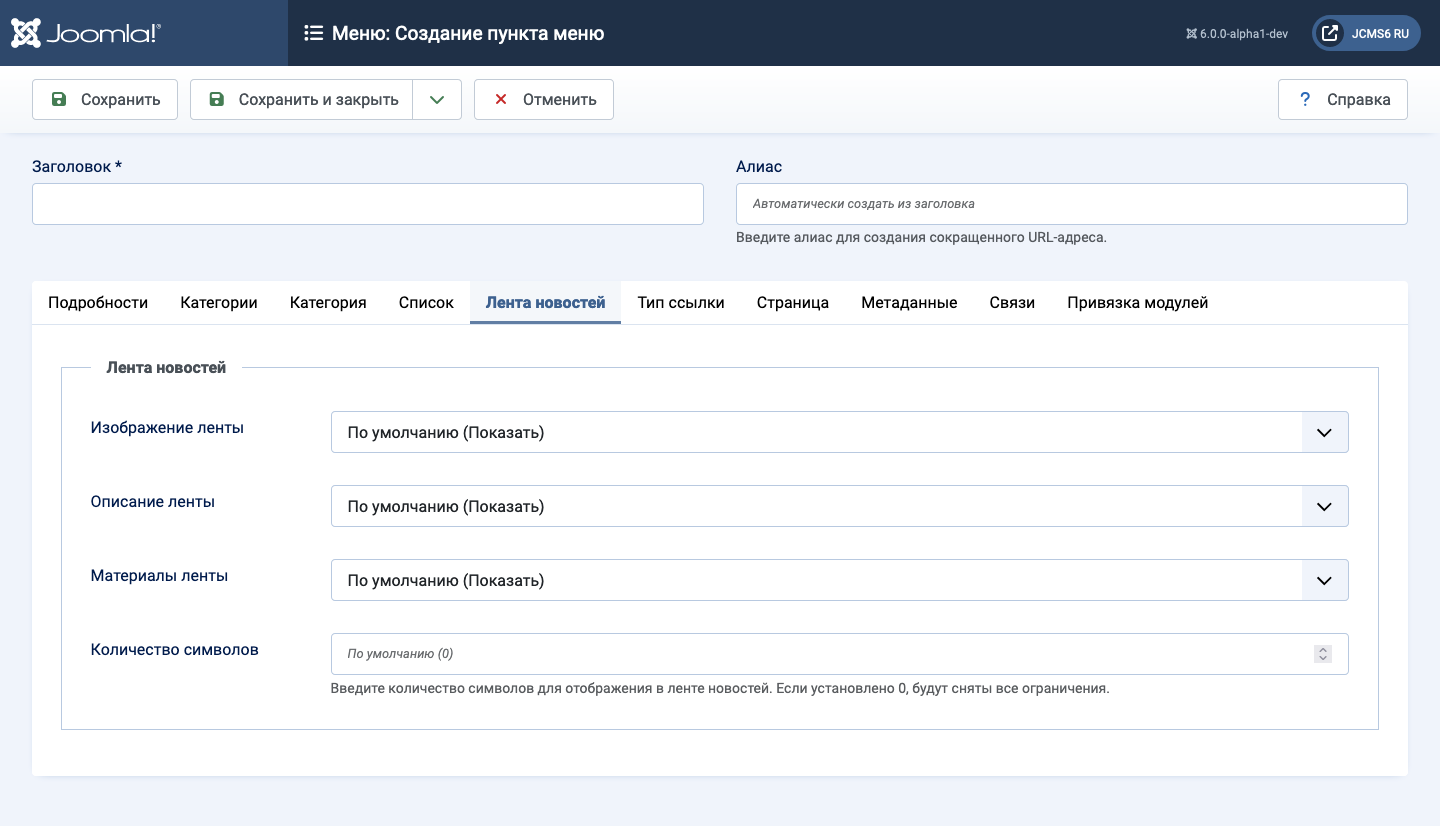 Joomla!®
Меню: Создание пункта меню
6.0.0-alpha1-dev
JCMS6 RU
Сохранить
Сохранить и закрыть
Отменить
? Справка
Заголовок *
Алиас
Автоматически создать из заголовка
Введите алиас для создания сокращенного URL-адреса.
Подробности Категории Категория Список Лента новостей Тип ссылки Страница Метаданные Связи Привязка модулей
Лента новостей
Изображение ленты
По умолчанию (Показать)
Описание ленты
По умолчанию (Показать)
Материалы ленты
По умолчанию (Показать)
Количество символов
По умолчанию (0)
Введите количество символов для отображения в ленте новостей. Если установлено 0, будут сняты все ограничения.